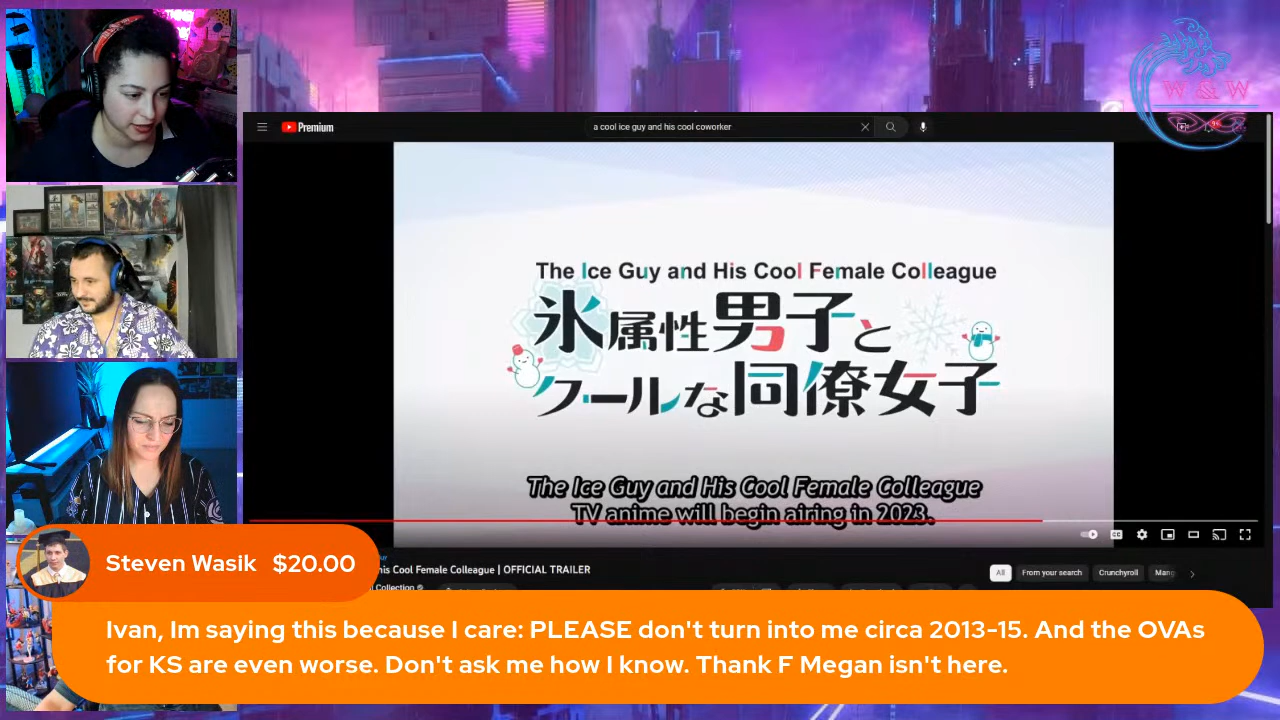 W & W
Premium
a cool ice guy and his cool coworker
The Ice Guy and His Cool Female Colleague
氷属性男子と
クールな同僚女子
The Ice Guy and His Cool Female Colleague
TV anime will begin airing in 2023.
his Cool Female Colleague | OFFICIAL TRAILER
All From your search Crunchyroll Mang
Collection
Steven Wasik $20.00
Ivan, Im saying this because I care: PLEASE don't turn into me circa 2013-15. And the OVAs
for KS are even worse. Don't ask me how I know. Thank F Megan isn't here.